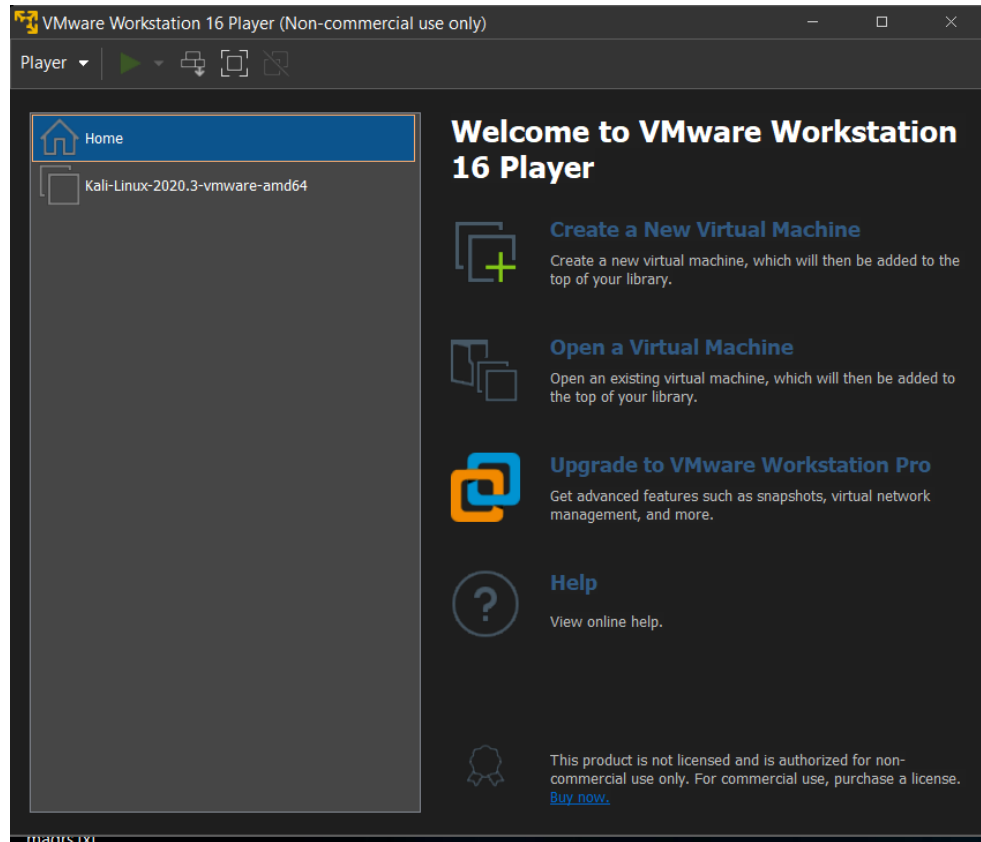 VMware Workstation 16 Player (Non-commercial use only)
Player
Home
Kali-Linux-2020.3-vmware-amd64
Welcome to VMware Workstation
16 Player
Create a New Virtual Machine
Create a new virtual machine, which will then be added to the
top of your library.
Open a Virtual Machine
Open an existing virtual machine, which will then be added to
the top of your library.
Upgrade to VMware Workstation Pro
Get advanced features such as snapshots, virtual network
management, and more.
?
Help
View online help.
This product is not licensed and is authorized for non-
commercial use only. For commercial use, purchase a license.
Buy now.